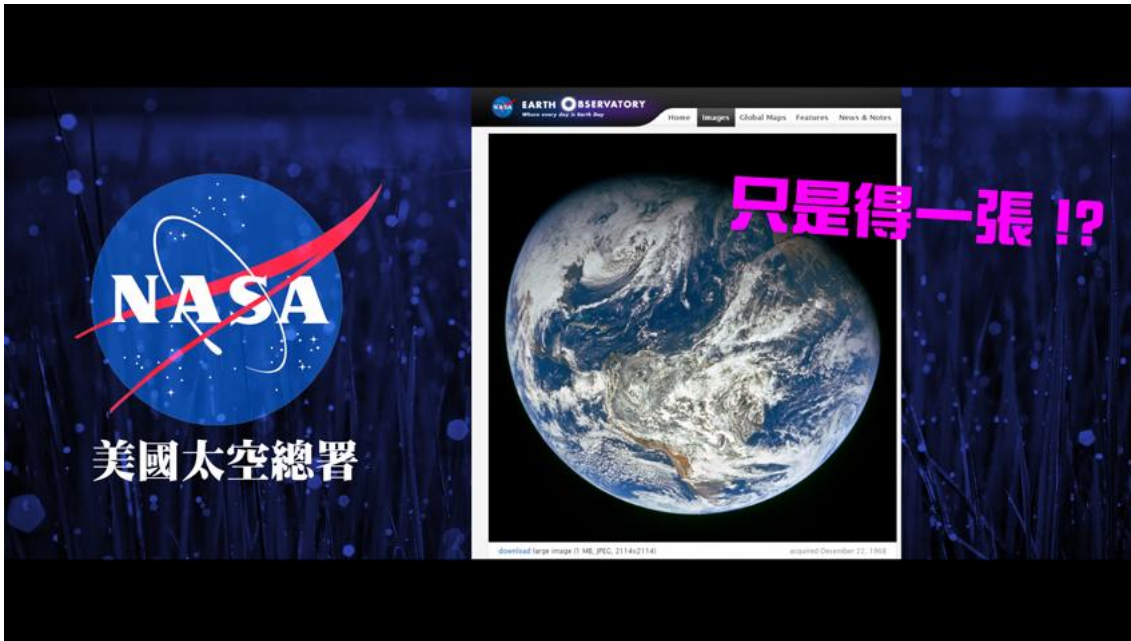 NASA
美國太空總署
NASA
EARTH OBSERVATORY
Where every day is Earth Day
Home Images Global Maps Features News & Notes
只是得一張 !?
download large image (1 MB, JPEG, 2114x2114)
acquired December 22, 1968